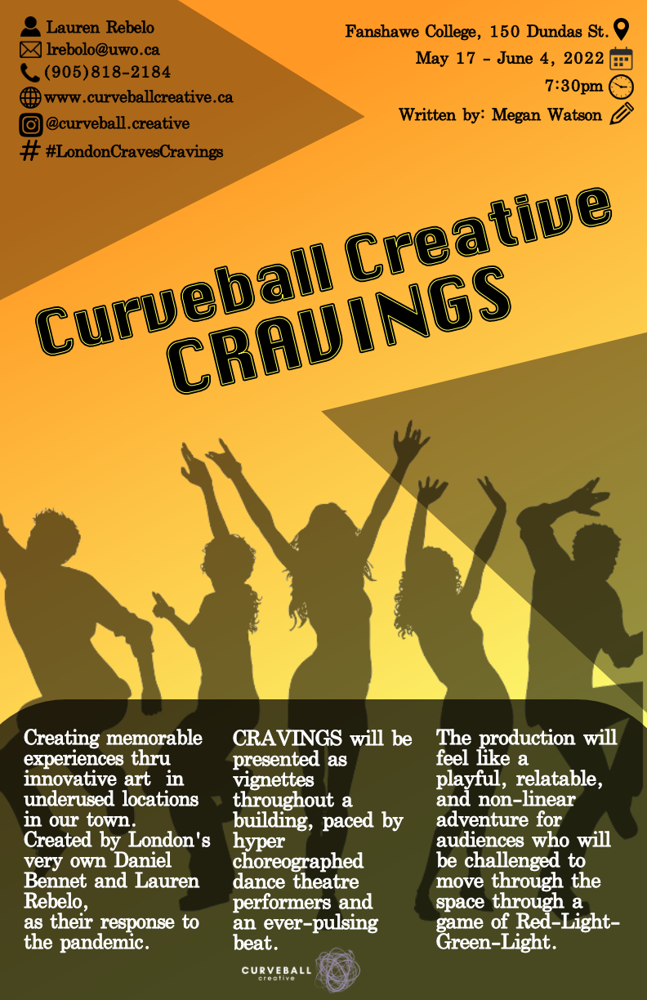 Lauren Rebelo
lrebolo@uwo.ca
(905)818-2184
www.curveballcreative.ca
@curveball.creative
#LondonCravesCravings
Fanshawe College, 150 Dundas St.
May 17 - June 4, 2022
7:30pm
Written by: Megan Watson
Curveball Creative
CRAVINGS
Creating memorable
experiences thru
innovative art in
underused locations
in our town.
Created by London's
very own Daniel
Bennet and Lauren
Rebelo,
as their response to
the pandemic.
CRAVINGS will be
presented as
vignettes
throughout a
building, paced by
hyper
choreographed
dance theatre
performers and
an ever-pulsing
beat.
The production will
feel like a
playful, relatable,
and non-linear
adventure for
audiences who will
be challenged to
move through the
space through a
game of Red-Light-
Green-Light.
CURVEBALL
creative